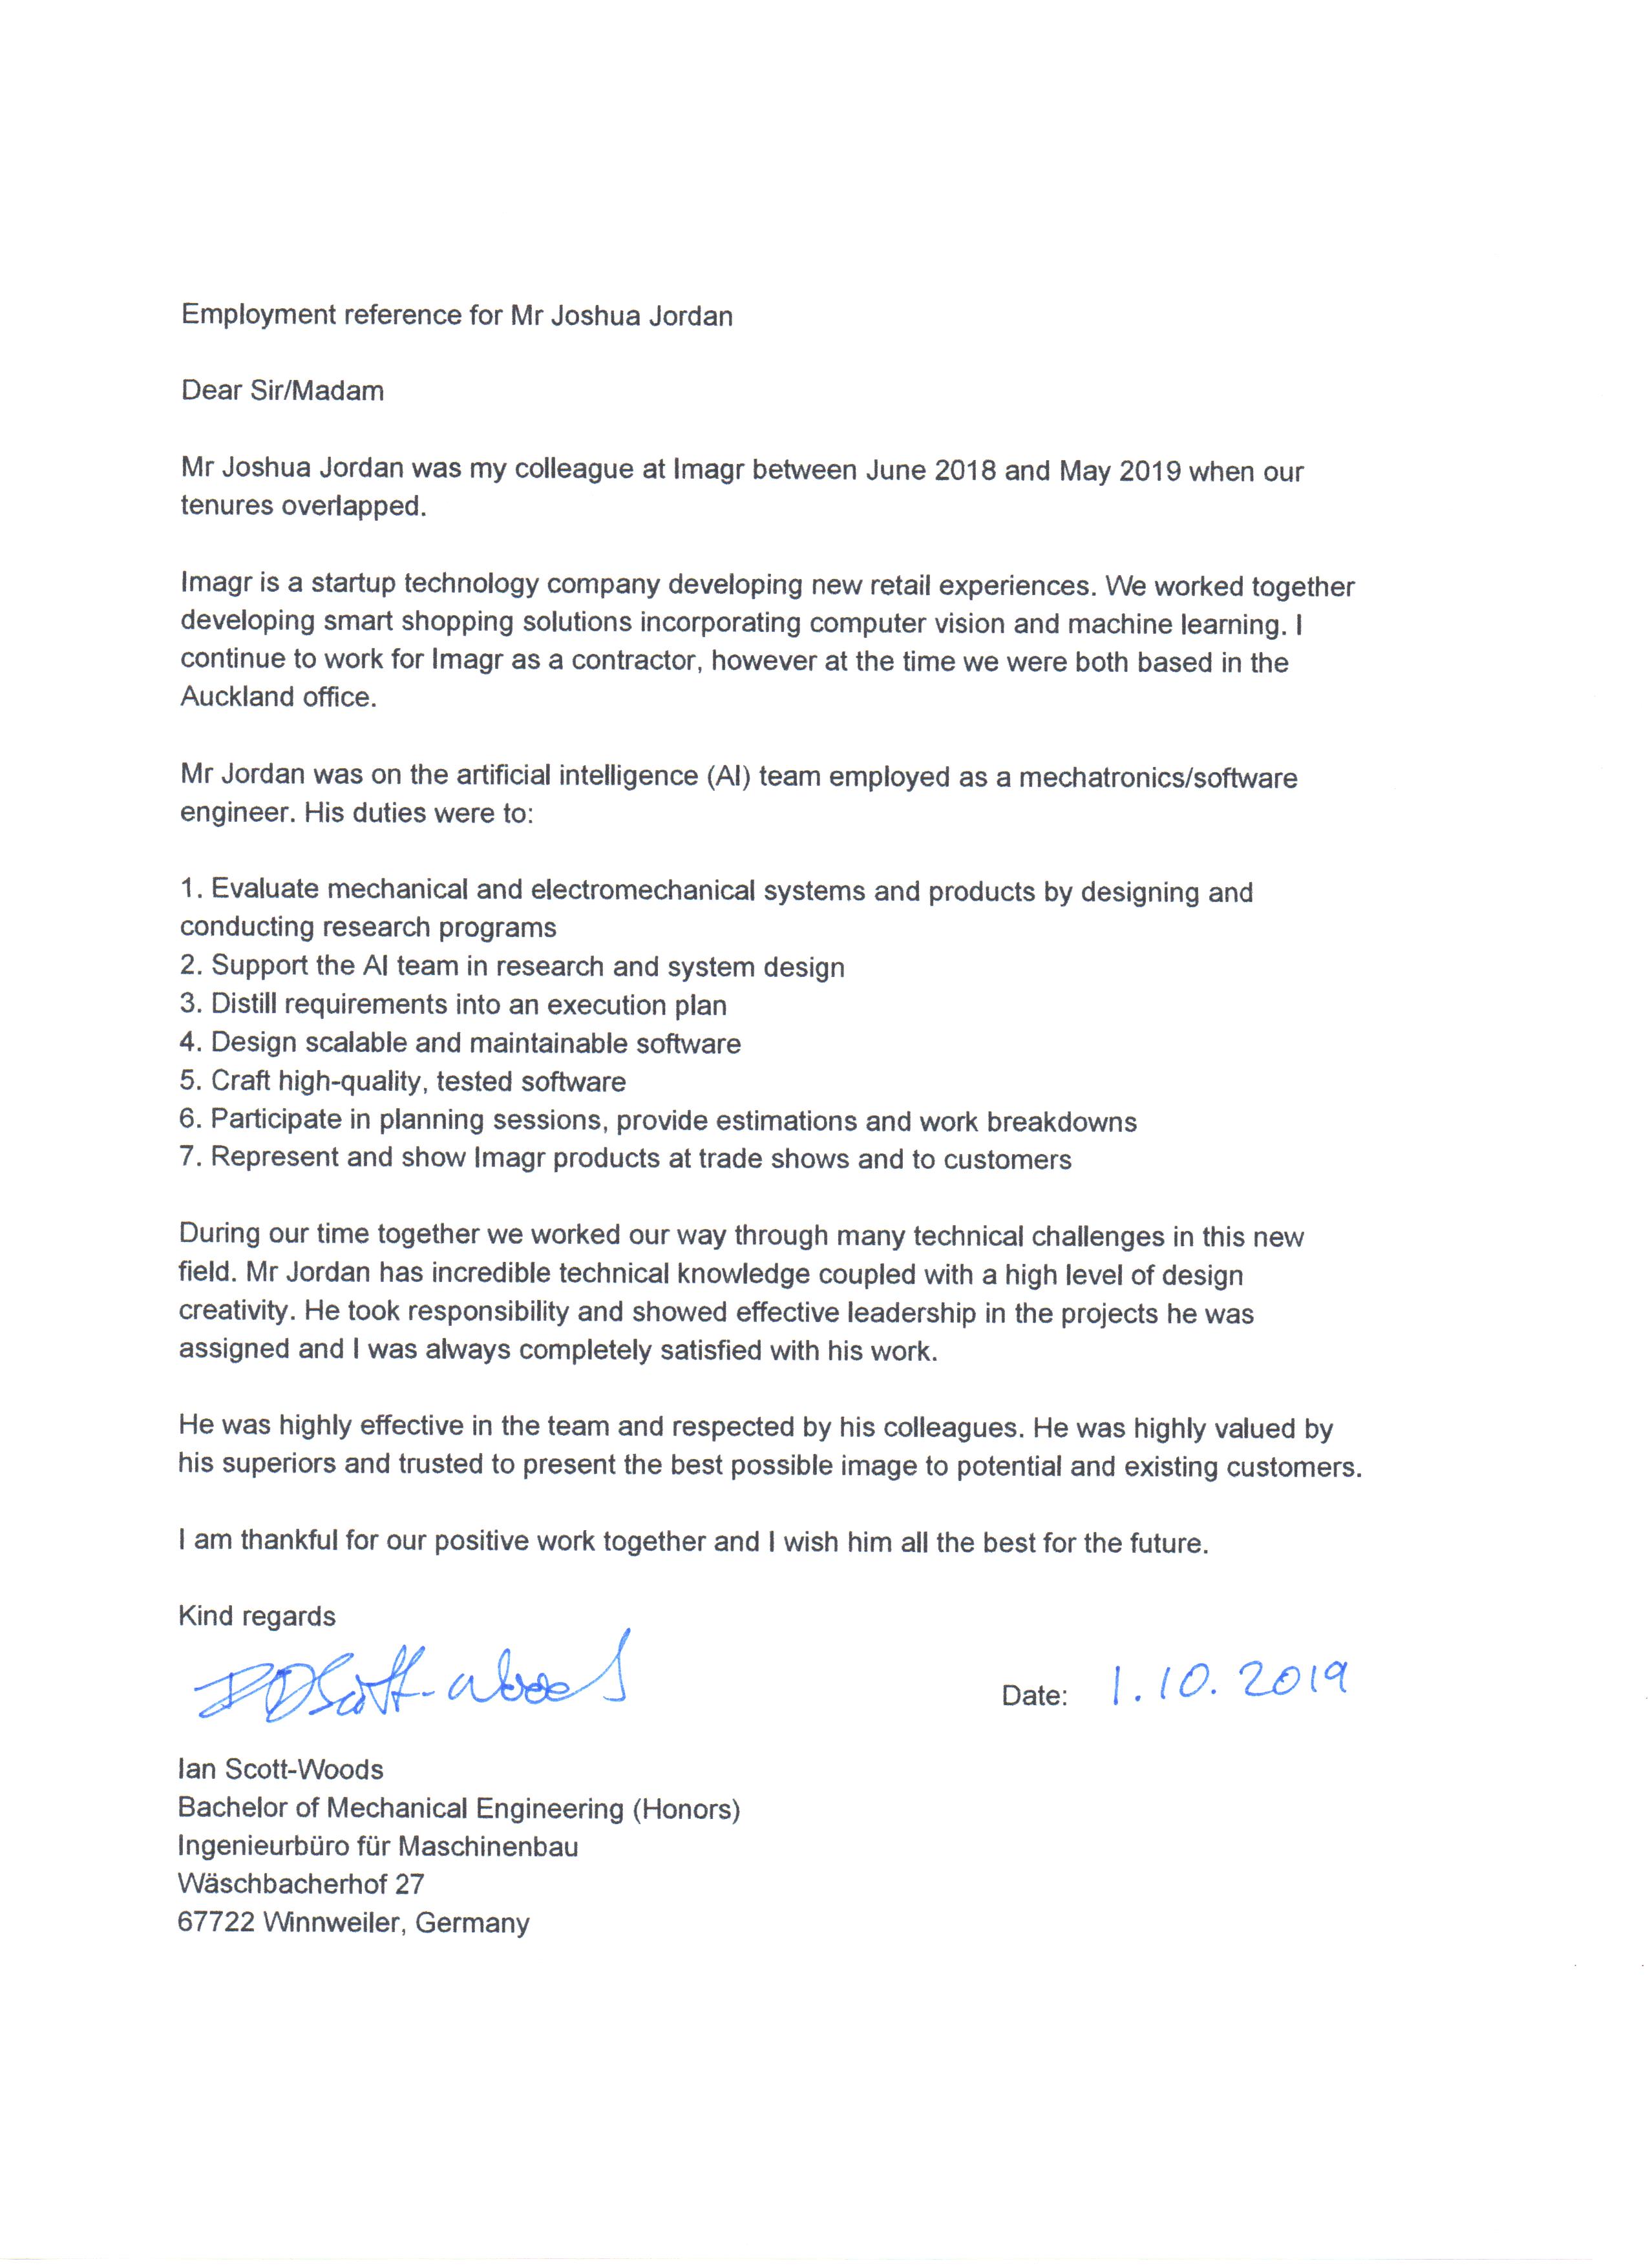 Employment reference for Mr Joshua Jordan
Dear Sir/Madam
Mr Joshua Jordan was my colleague at Imagr between June 2018 and May 2019 when our
tenures overlapped.
Imagr is a startup technology company developing new retail experiences. We worked together
developing smart shopping solutions incorporating computer vision and machine learning. I
continue to work for Imagr as a contractor, however at the time we were both based in the
Auckland office.
Mr Jordan was on the artificial intelligence (AI) team employed as a mechatronics/software
engineer. His duties were to:
1. Evaluate mechanical and electromechanical systems and products by designing and
conducting research programs
2. Support the AI team in research and system design
3. Distill requirements into an execution plan
4. Design scalable and maintainable software
5. Craft high-quality, tested software
6. Participate in planning sessions, provide estimations and work breakdowns
7. Represent and show Imagr products at trade shows and to customers
During our time together we worked our way through many technical challenges in this new
field. Mr Jordan has incredible technical knowledge coupled with a high level of design
creativity. He took responsibility and showed effective leadership in the projects he was
assigned and I was always completely satisfied with his work.
He was highly effective in the team and respected by his colleagues. He was highly valued by
his superiors and trusted to present the best possible image to potential and existing customers.
I am thankful for our positive work together and I wish him all the best for the future.
Kind regards
Scott-Woods
Date: 1.10.2019
Ian Scott-Woods
Bachelor of Mechanical Engineering (Honors)
Ingenieurbüro für Maschinenbau
Wäschbacherhof 27
67722 Winnweiler, Germany